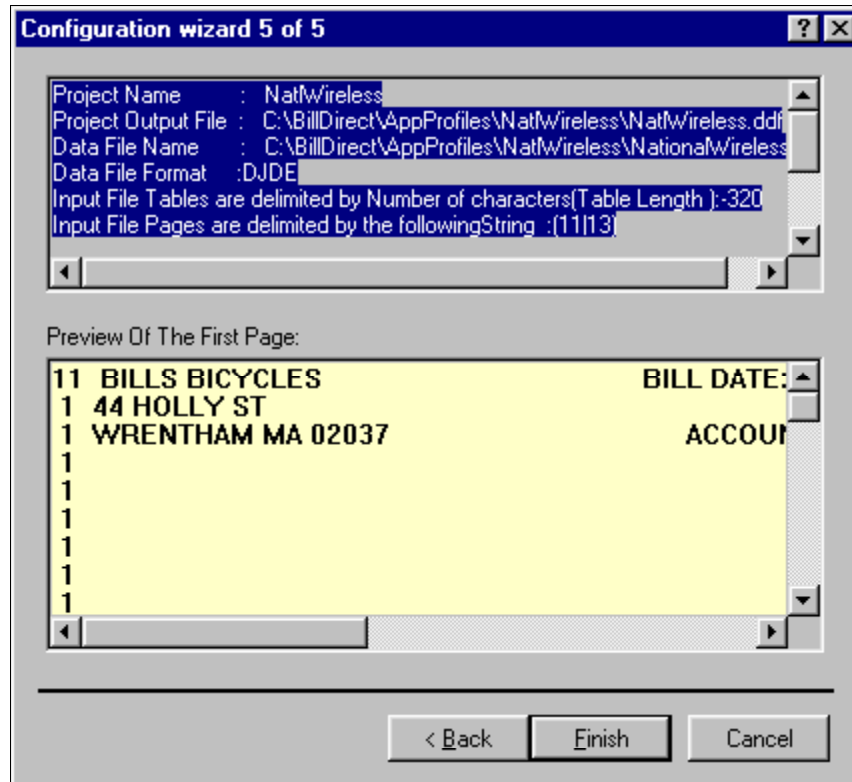 Configuration wizard 5 of 5
Project Name : NatlWireless
Project Output File : C:\BillDirect\AppProfiles\NatlWireless\NatlWireless.ddf
Data File Name : C:\BillDirect\AppProfiles\NatlWireless\NationalWireless
Data File Format :DJDE
Input File Tables are delimited by Number of characters(Table Length ):-320
Input File Pages are delimited by the followingString :(11|13)
Preview Of The First Page:
11 BILLS BICYCLES BILL DATE:
1 44 HOLLY ST
1 WRENTHAM MA 02037 ACCOUN
1
1
1
1
1
1
< Back Finish Cancel